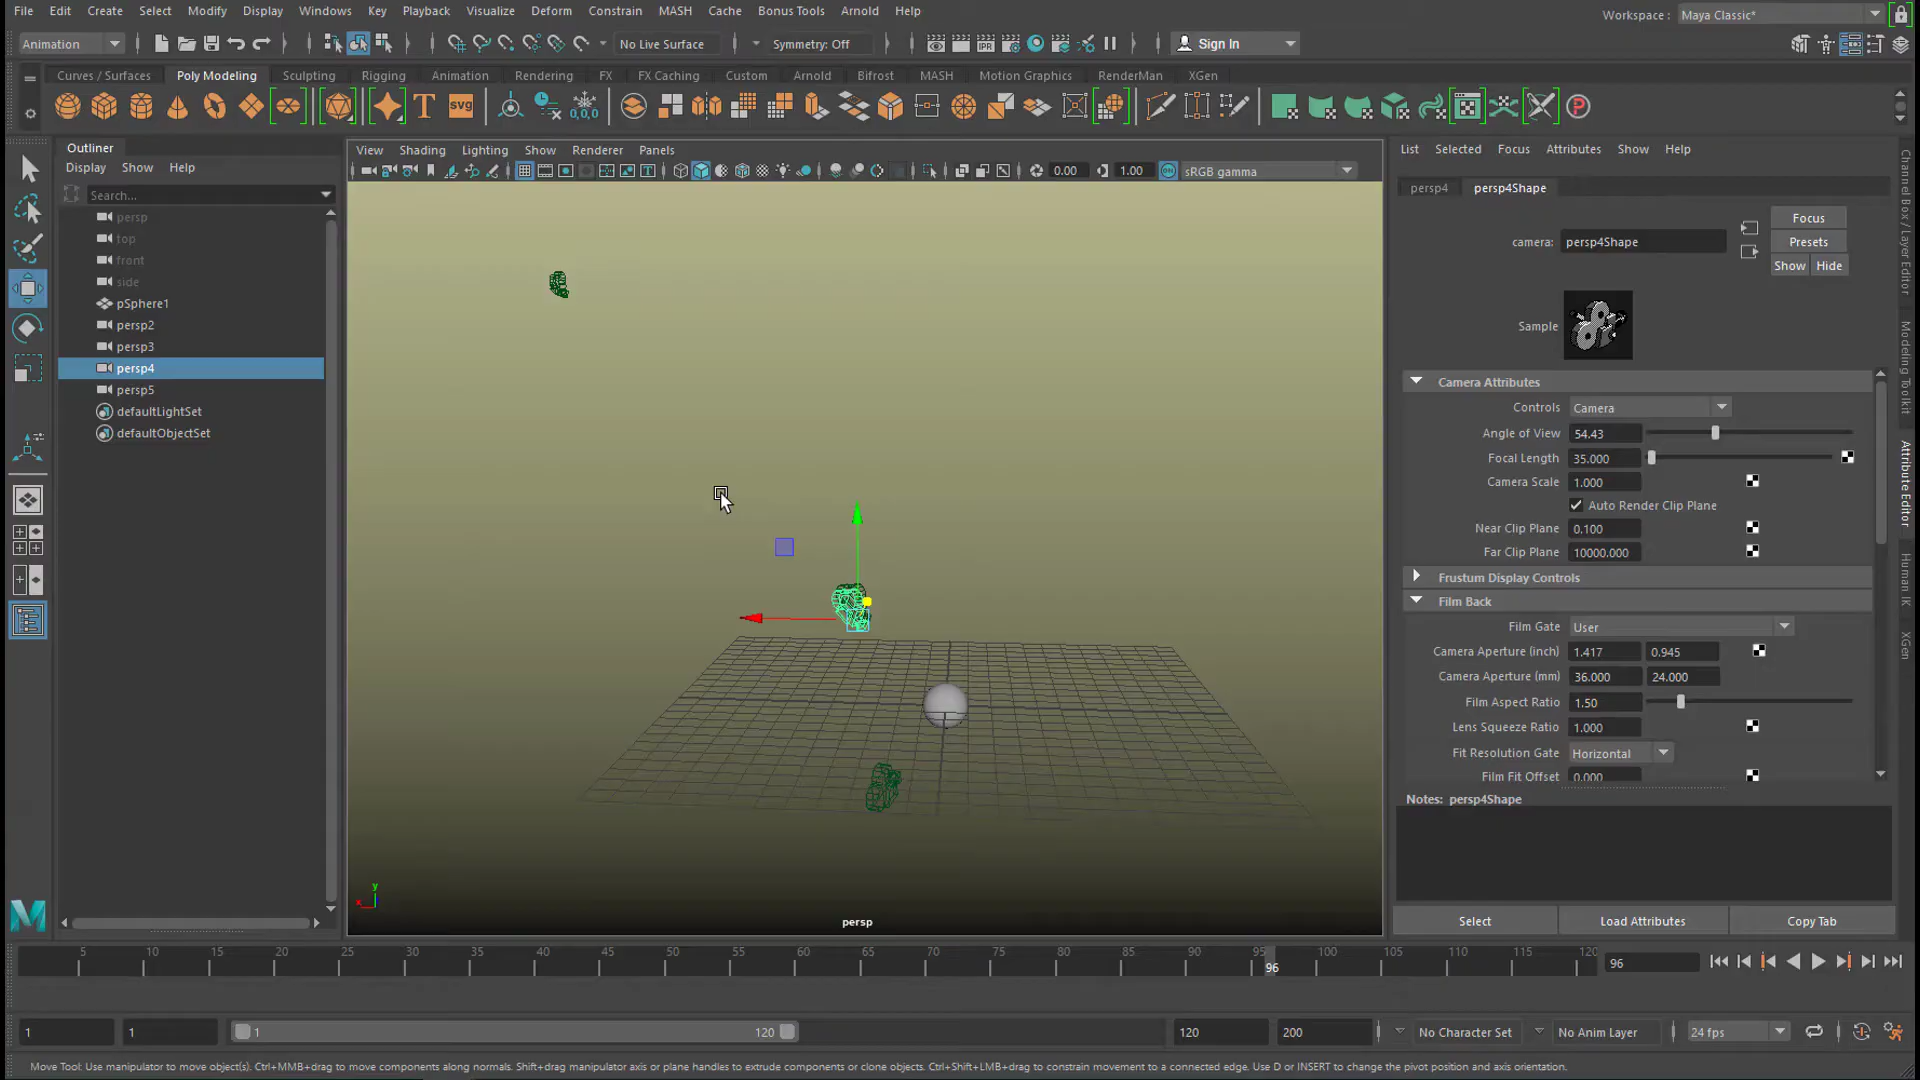 File Edit Create Select Modify Display Windows Key Playback Visualize Deform Constrain MASH Cache Bonus Tools Arnold Help
Workspace : Maya Classic*
Animation No Live Surface Symmetry: Off Sign In
Curves / Surfaces Poly Modeling Sculpting Rigging Animation Rendering FX FX Caching Custom Arnold Bifrost MASH Motion Graphics RenderMan XGen
T svg 0,0,0 P
Outliner
Display Show Help
Search...
persp
top
front
side
pSphere1
persp2
persp3
persp4
persp5
defaultLightSet
defaultObjectSet
View Shading Lighting Show Renderer Panels
0.00 1.00 ON sRGB gamma
y
x
persp
List Selected Focus Attributes Show Help
persp4 persp4Shape
camera: persp4Shape
Focus
Presets
Show Hide
Sample
Camera Attributes
Controls Camera
Angle of View 54.43
Focal Length 35.000
Camera Scale 1.000
Auto Render Clip Plane
Near Clip Plane 0.100
Far Clip Plane 10000.000
Frustum Display Controls
Film Back
Film Gate User
Camera Aperture (inch) 1.417 0.945
Camera Aperture (mm) 36.000 24.000
Film Aspect Ratio 1.50
Lens Squeeze Ratio 1.000
Fit Resolution Gate Horizontal
Film Fit Offset 0.000
Notes: persp4Shape
Select Load Attributes Copy Tab
Channel Box / Layer Editor
Modeling Toolkit
Attribute Editor
Human IK
XGen
5 10 15 20 25 30 35 40 45 50 55 60 65 70 75 80 85 90 95 100 105 110 115 120
96
96
1 1 1 120 120 200 No Character Set No Anim Layer 24 fps
Move Tool: Use manipulator to move object(s). Ctrl+MMB+drag to move components along normals. Shift+drag manipulator axis or plane handles to extrude components or clone objects. Ctrl+Shift+LMB+drag to constrain movement to a connected edge. Use D or INSERT to change the pivot position and axis orientation.